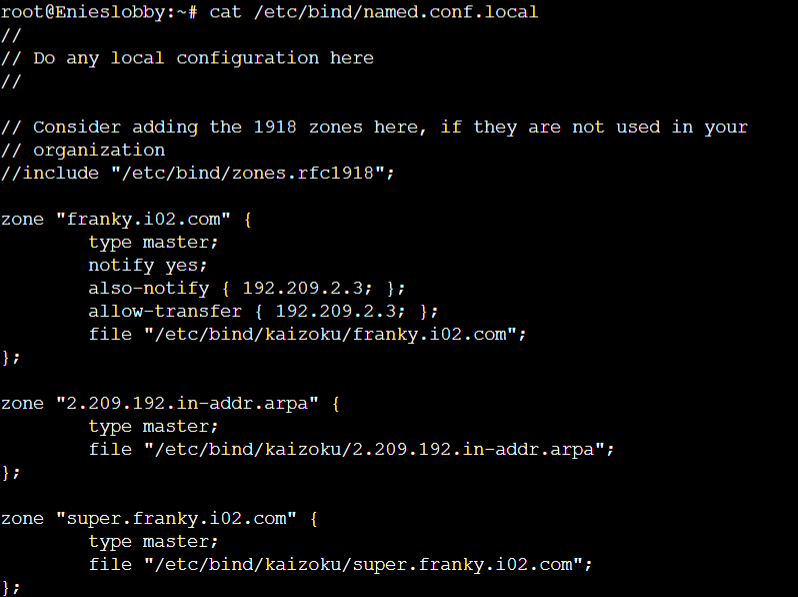 root@Enieslobby:~# cat /etc/bind/named.conf.local
//
// Do any local configuration here
//

// Consider adding the 1918 zones here, if they are not used in your
// organization
//include "/etc/bind/zones.rfc1918";

zone "franky.i02.com" {
        type master;
        notify yes;
        also-notify { 192.209.2.3; };
        allow-transfer { 192.209.2.3; };
        file "/etc/bind/kaizoku/franky.i02.com";
};

zone "2.209.192.in-addr.arpa" {
        type master;
        file "/etc/bind/kaizoku/2.209.192.in-addr.arpa";
};

zone "super.franky.i02.com" {
        type master;
        file "/etc/bind/kaizoku/super.franky.i02.com";
};